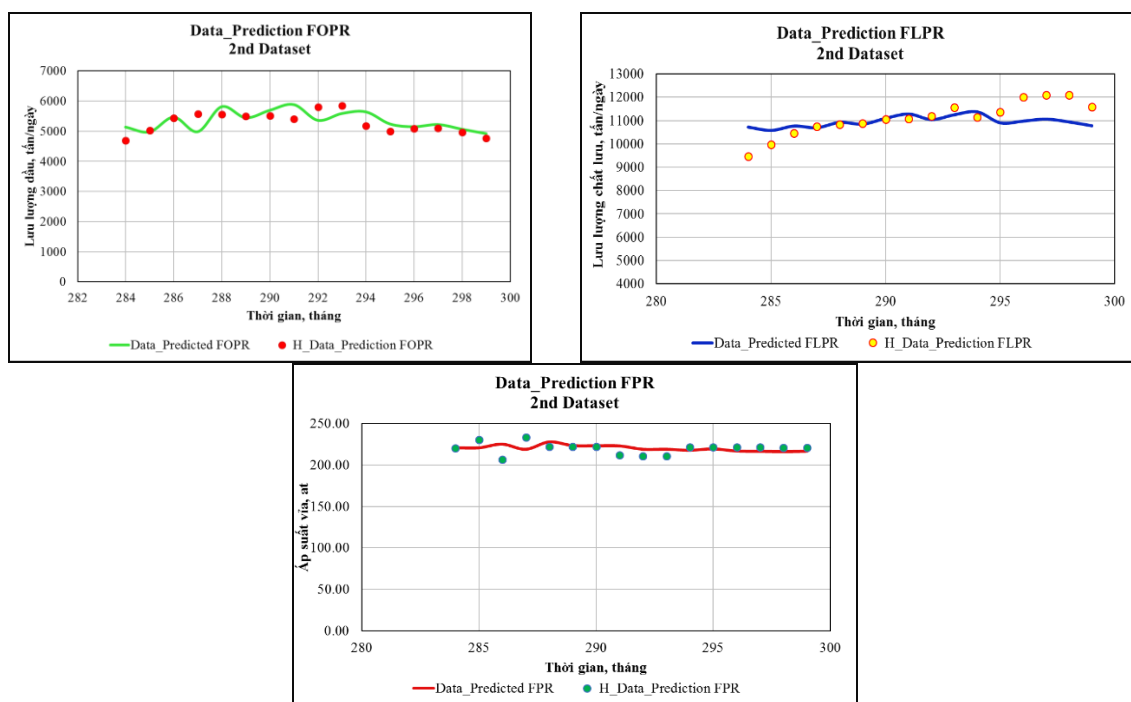 Data_Prediction FOPR
2nd Dataset
7000
6000
5000
4000
3000
2000
1000
0
Lưu lượng dầu, tấn/ngày
282 284 286 288 290 292 294 296 298 300
Thời gian, tháng
Data_Predicted FOPR H_Data_Prediction FOPR
Data_Prediction FLPR
2nd Dataset
13000
12000
11000
10000
9000
8000
7000
6000
5000
4000
Lưu lượng chất lưu, tấn/ngày
280 285 290 295 300
Thời gian, tháng
Data_Predicted FLPR H_Data_Prediction FLPR
Data_Prediction FPR
2nd Dataset
250.00
200.00
150.00
100.00
50.00
0.00
Áp suất vỉa, at
280 285 290 295 300
Thời gian, tháng
Data_Predicted FPR H_Data_Prediction FPR